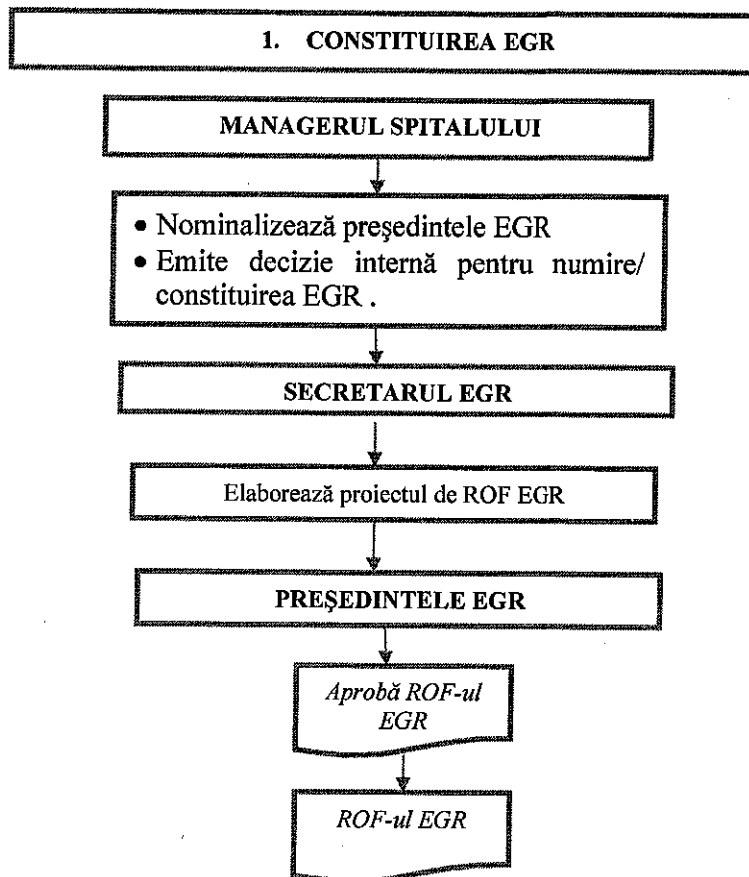 1. CONSTITUIREA EGR
MANAGERUL SPITALULUI
• Nominalizează preşedintele EGR
• Emite decizie internă pentru numire/
constituirea EGR .
SECRETARUL EGR
Elaborează proiectul de ROF EGR
PREŞEDINTELE EGR
Aprobă ROF-ul
EGR
ROF-ul EGR